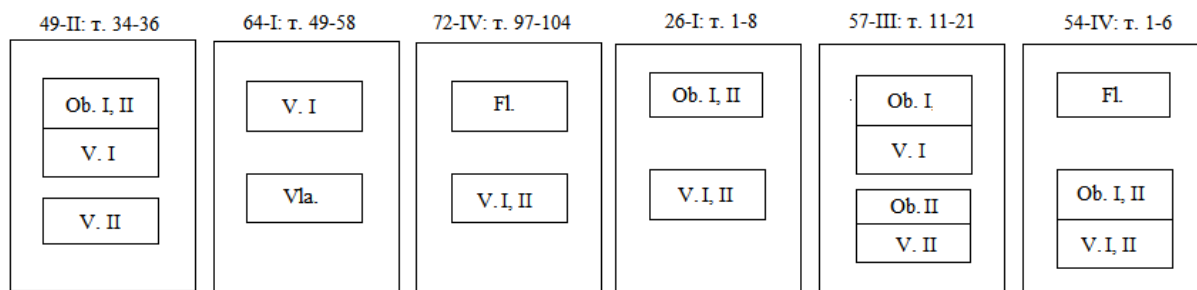 49-II: т. 34-36
Ob. I, II
V. I
V. II
64-I: т. 49-58
V. I
Vla.
72-IV: т. 97-104
Fl.
V. I, II
26-I: т. 1-8
Ob. I, II
V. I, II
57-III: т. 11-21
Ob. I
V. I
Ob. II
V. II
54-IV: т. 1-6
Fl.
Ob. I, II
V. I, II